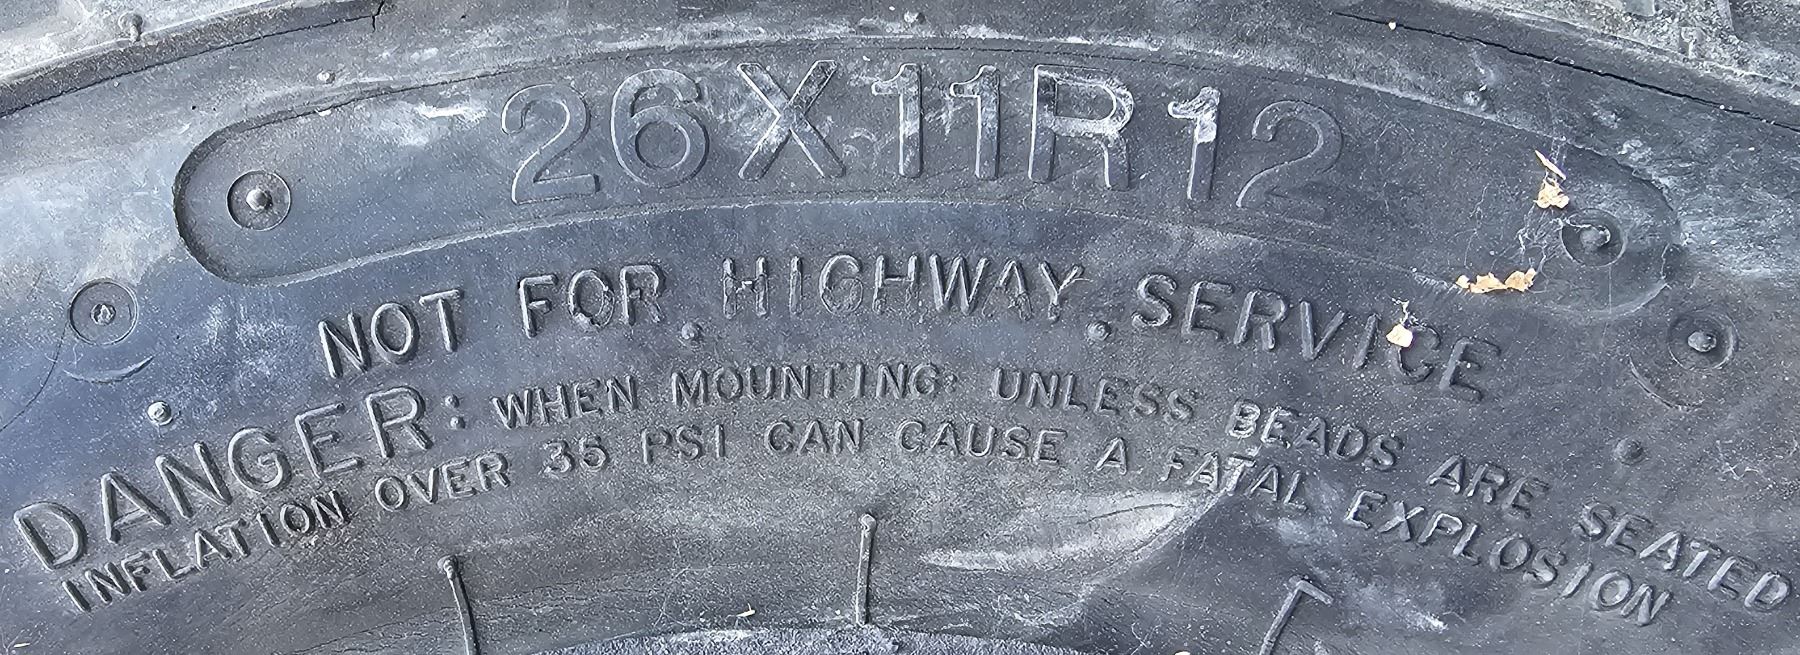 26X11R12
NOT FOR HIGHWAY SERVICE
DANGER: WHEN MOUNTING: UNLESS BEADS ARE SEATED
INFLATION OVER 35 PSI CAN CAUSE A FATAL EXPLOSION